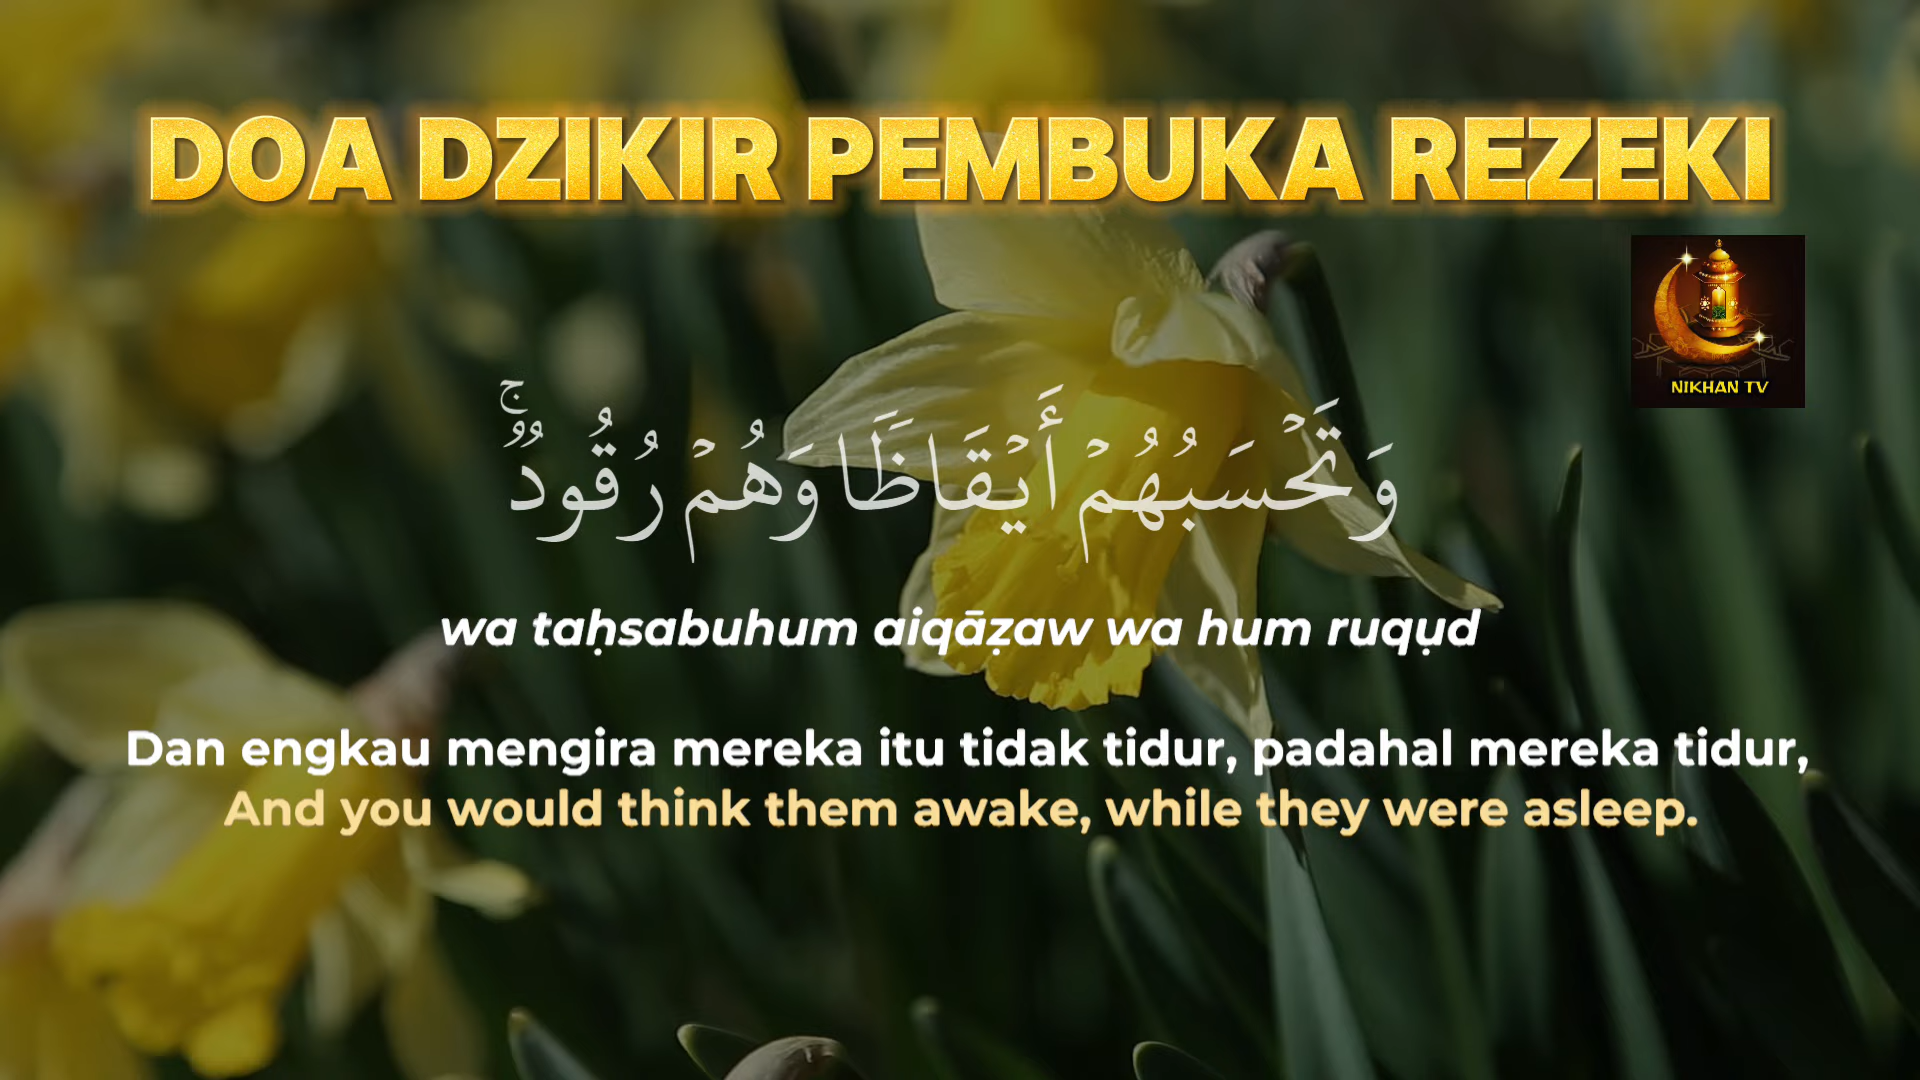 DOA DZIKIR PEMBUKA REZEKI
NIKHAN TV
وَتَحْسَبُهُمْ أَيْقَاظًا وَهُمْ رُقُودٌ ۚ
wa taḥsabuhum aiqāẓaw wa hum ruqụd
Dan engkau mengira mereka itu tidak tidur, padahal mereka tidur,
And you would think them awake, while they were asleep.